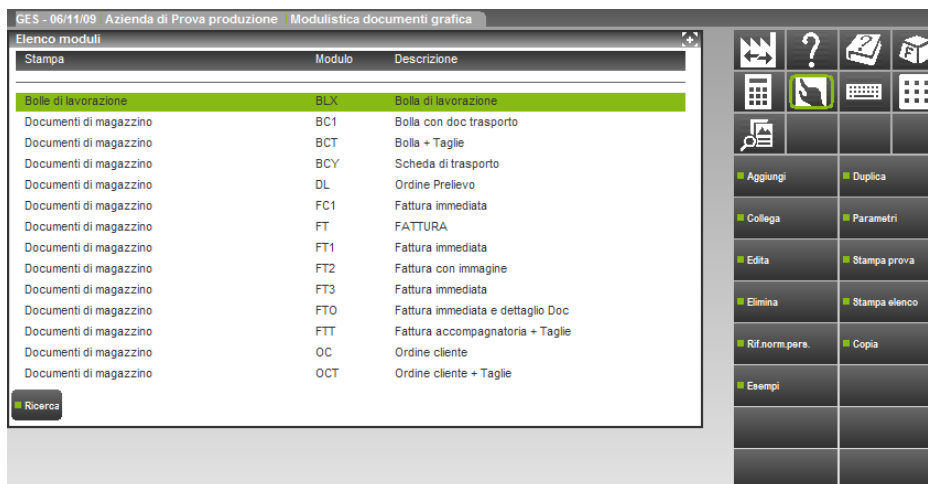 GES - 06/11/09 Azienda di Prova produzione Modulistica documenti grafica
Elenco moduli
Stampa Modulo Descrizione
Bolle di lavorazione BLX Bolla di lavorazione
Documenti di magazzino BC1 Bolla con doc trasporto
Documenti di magazzino BCT Bolla + Taglie
Documenti di magazzino BCY Scheda di trasporto
Documenti di magazzino DL Ordine Prelievo
Documenti di magazzino FC1 Fattura immediata
Documenti di magazzino FT FATTURA
Documenti di magazzino FT1 Fattura immediata
Documenti di magazzino FT2 Fattura con immagine
Documenti di magazzino FT3 Fattura immediata
Documenti di magazzino FTO Fattura immediata e dettaglio Doc
Documenti di magazzino FTT Fattura accompagnatoria + Taglie
Documenti di magazzino OC Ordine cliente
Documenti di magazzino OCT Ordine cliente + Taglie
Ricerca
? ? F
Aggiungi Duplica
Collega Parametri
Edita Stampa prova
Elimina Stampa elenco
Rif.norm.pers. Copia
Esempi